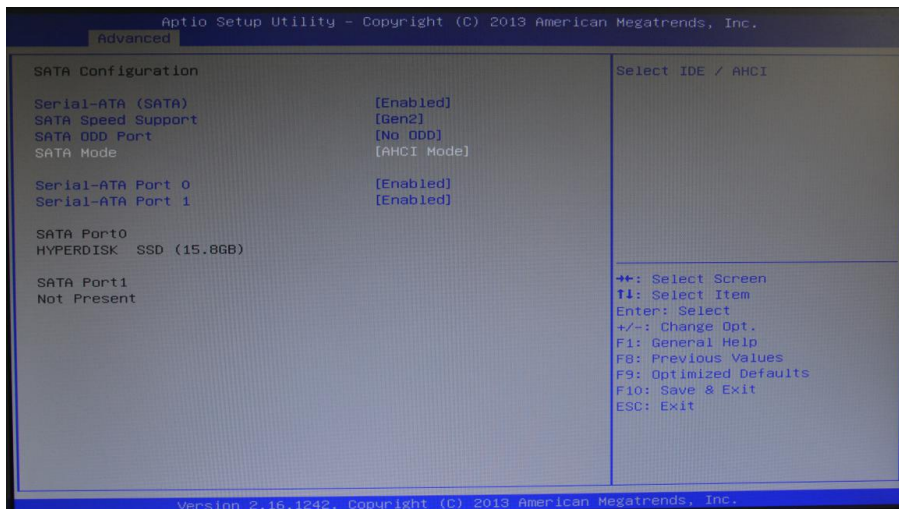 Aptio Setup Utility – Copyright (C) 2013 American Megatrends, Inc.
Advanced
SATA Configuration
Serial-ATA (SATA) [Enabled]
SATA Speed Support [Gen2]
SATA ODD Port [No ODD]
SATA Mode [AHCI Mode]
Serial-ATA Port 0 [Enabled]
Serial-ATA Port 1 [Enabled]
SATA Port0
HYPERDISK SSD (15.8GB)
SATA Port1
Not Present
Select IDE / AHCI
→←: Select Screen
↑↓: Select Item
Enter: Select
+/-: Change Opt.
F1: General Help
F8: Previous Values
F9: Optimized Defaults
F10: Save & Exit
ESC: Exit
Version 2.16.1242. Copyright (C) 2013 American Megatrends, Inc.